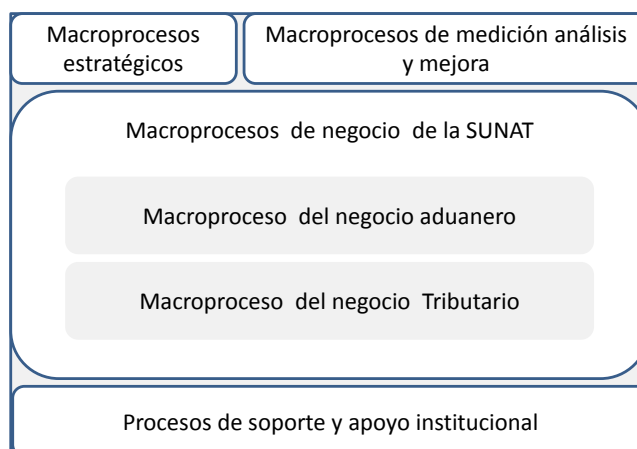 Macroprocesos
estratégicos
Macroprocesos de medición análisis
y mejora
Macroprocesos de negocio de la SUNAT
Macroproceso del negocio aduanero
Macroproceso del negocio Tributario
Procesos de soporte y apoyo institucional